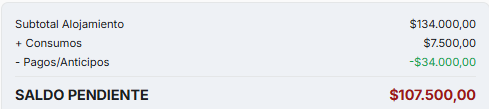 Subtotal Alojamiento $134.000,00
+ Consumos $7.500,00
- Pagos/Anticipos -$34.000,00
SALDO PENDIENTE $107.500,00